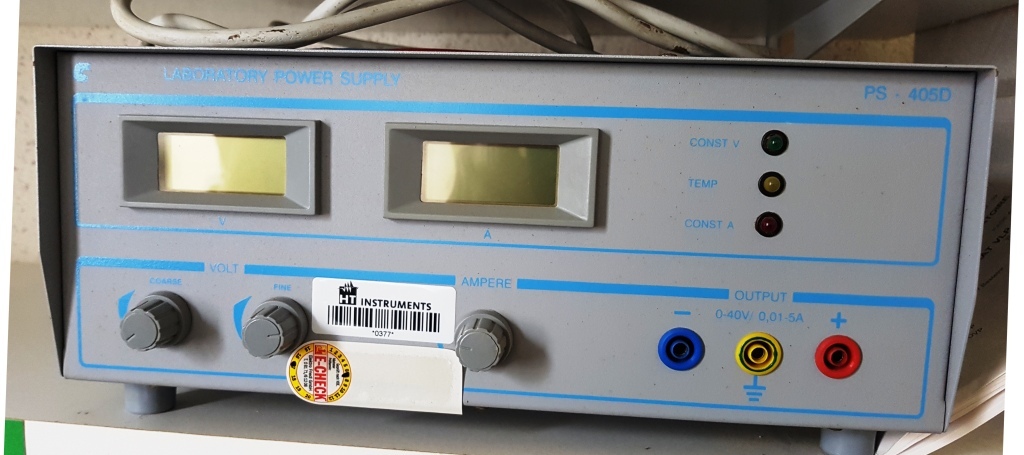 LABORATORY POWER SUPPLY
PS - 405D
CONST V
TEMP
CONST A
V
A
VOLT
COARSE
FINE
AMPERE
OUTPUT
0-40V/ 0,01-5A
−
+
HT INSTRUMENTS
*0377*
E-CHECK